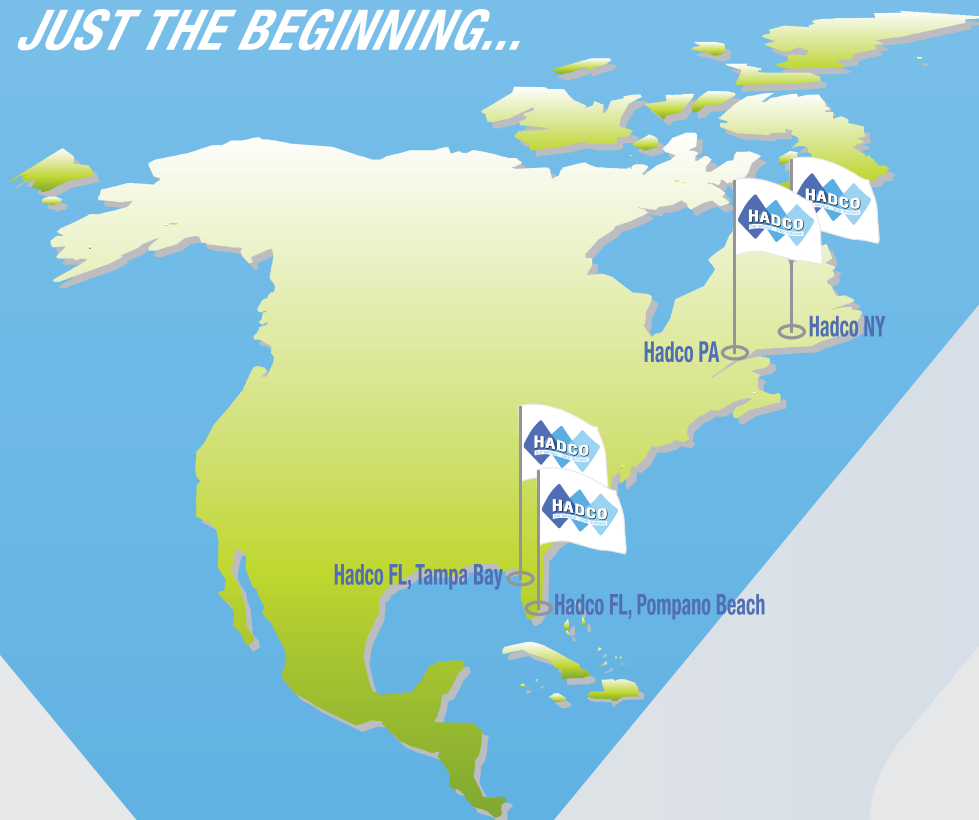 JUST THE BEGINNING...
HADCO
HADCO
Hadco NY
Hadco PA
HADCO
HADCO
Hadco FL, Tampa Bay
Hadco FL, Pompano Beach